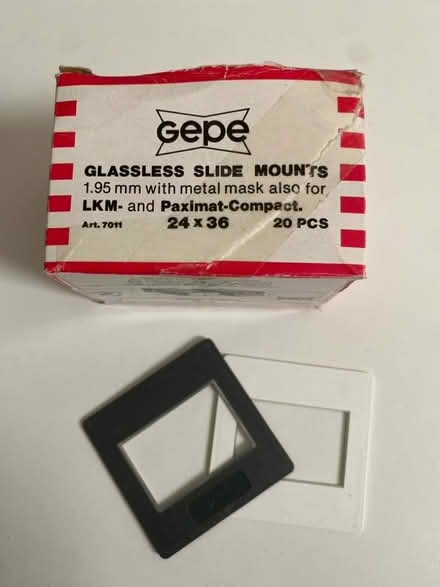 Gepe
GLASSLESS SLIDE MOUNTS
1.95 mm with metal mask also for
LKM- and Paximat-Compact.
Art. 7011 24 x 36 20 PCS